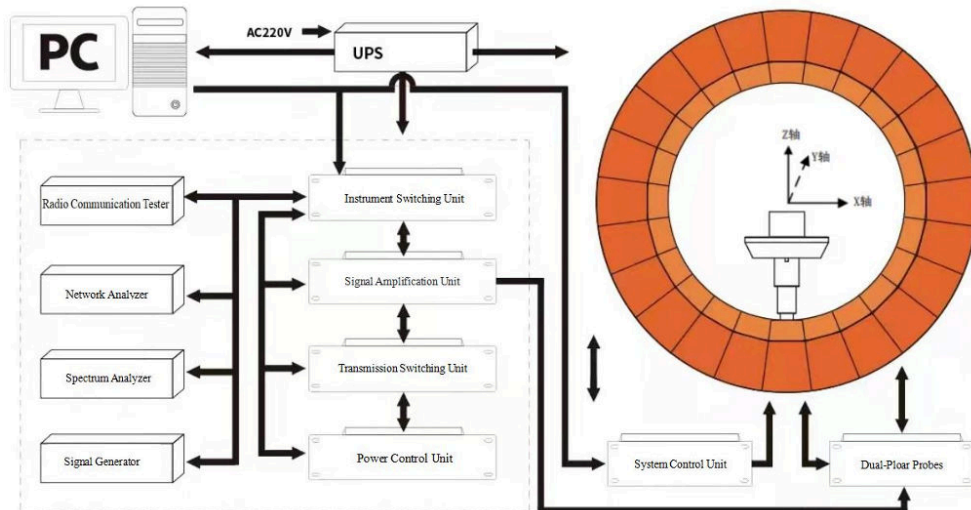 PC
AC220V
UPS
Z轴
Y轴
X轴
Radio Communication Tester
Instrument Switching Unit
Network Analyzer
Signal Amplification Unit
Spectrum Analyzer
Transmission Switching Unit
Signal Generator
Power Control Unit
System Control Unit
Dual-Ploar Probes